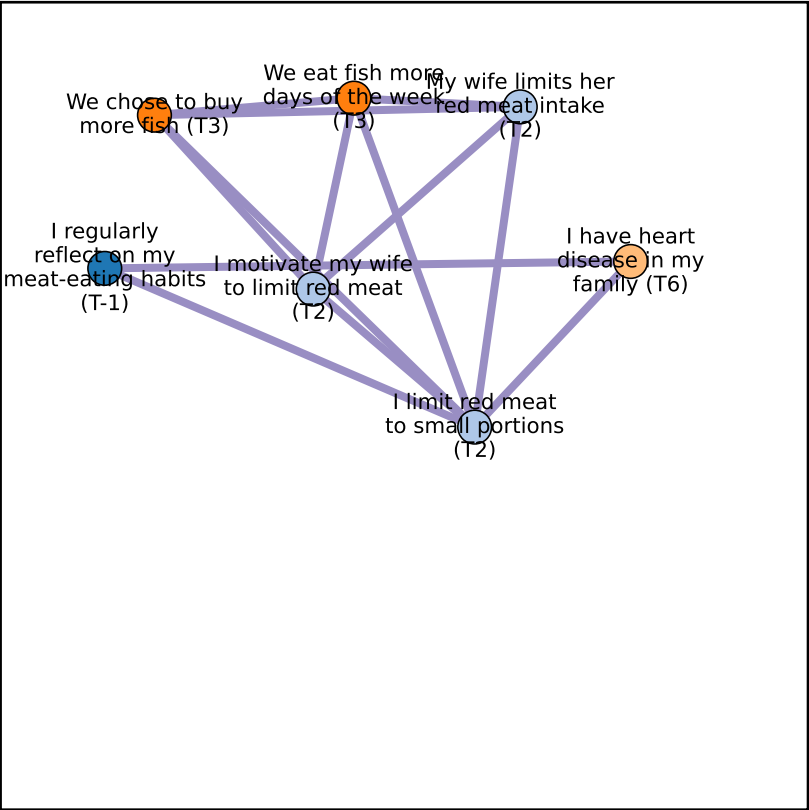 We chose to buy
more fish (T3)
We eat fish more
days of the week
(T3)
My wife limits her
red meat intake
(T2)
I regularly
reflect on my
meat-eating habits
(T-1)
I motivate my wife
to limit red meat
(T2)
I have heart
disease in my
family (T6)
I limit red meat
to small portions
(T2)